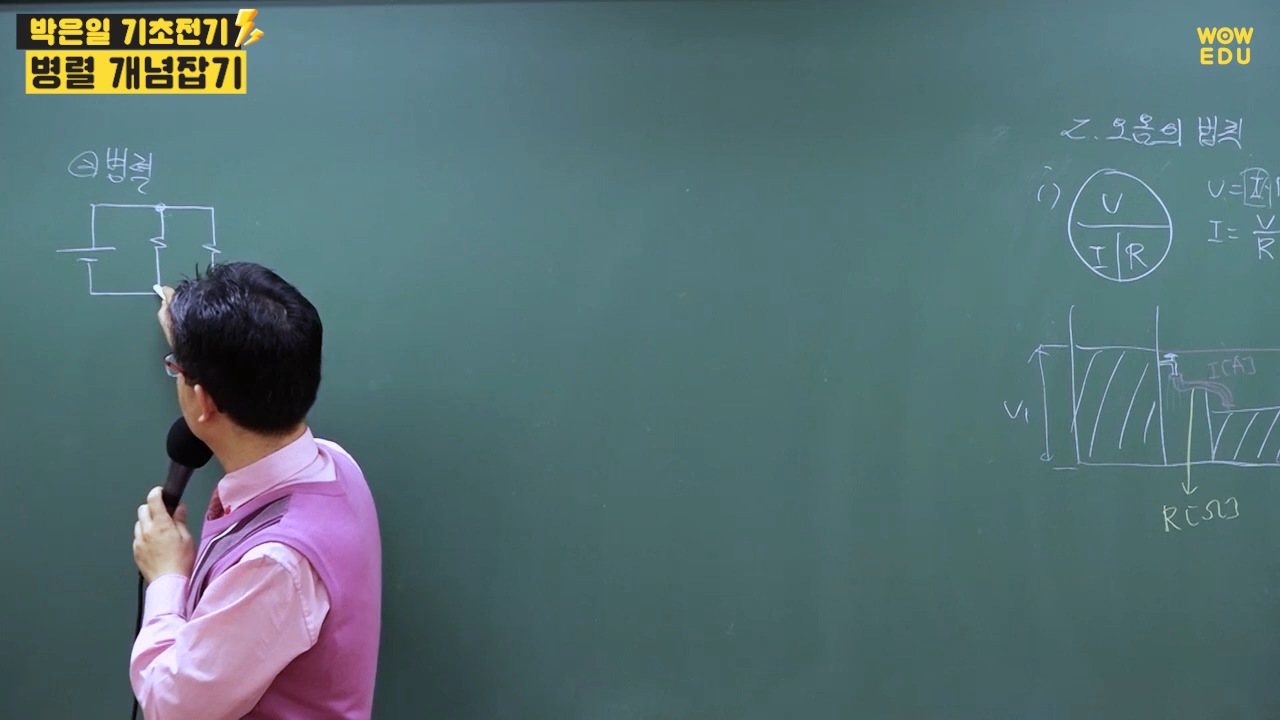 박은일 기초전기
병렬 개념잡기
WOW
EDU
② 병렬
2. 오옴의 법칙
i)
V
I R
V = I
I = V/R
I[A]
V₁
R[Ω]